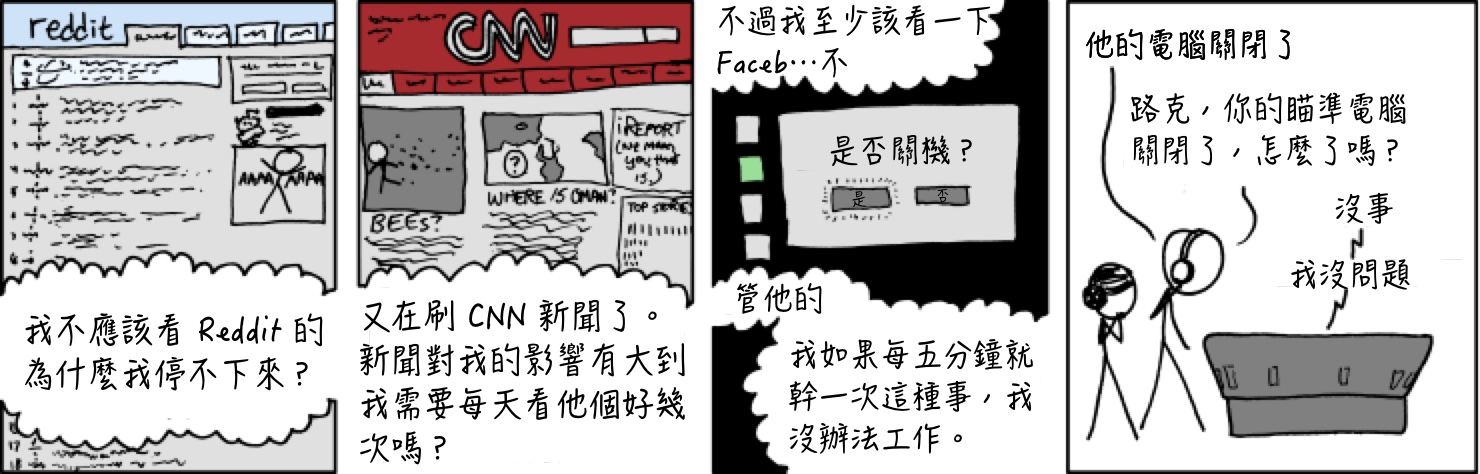 reddit
AAAA AAAA
我不應該看 Reddit 的
為什麼我停不下來？
CNN
iREPORT
BEES?
?
WHERE IS OMAN?
TOP STORIES
又在刷 CNN 新聞了。
新聞對我的影響有大到
我需要每天看他個好幾
次嗎？
不過我至少該看一下
Faceb…不
是否關機？
是 否
管他的
我如果每五分鐘就
幹一次這種事，我
沒辦法工作。
他的電腦關閉了
路克，你的瞄準電腦
關閉了，怎麼了嗎？
沒事
我沒問題